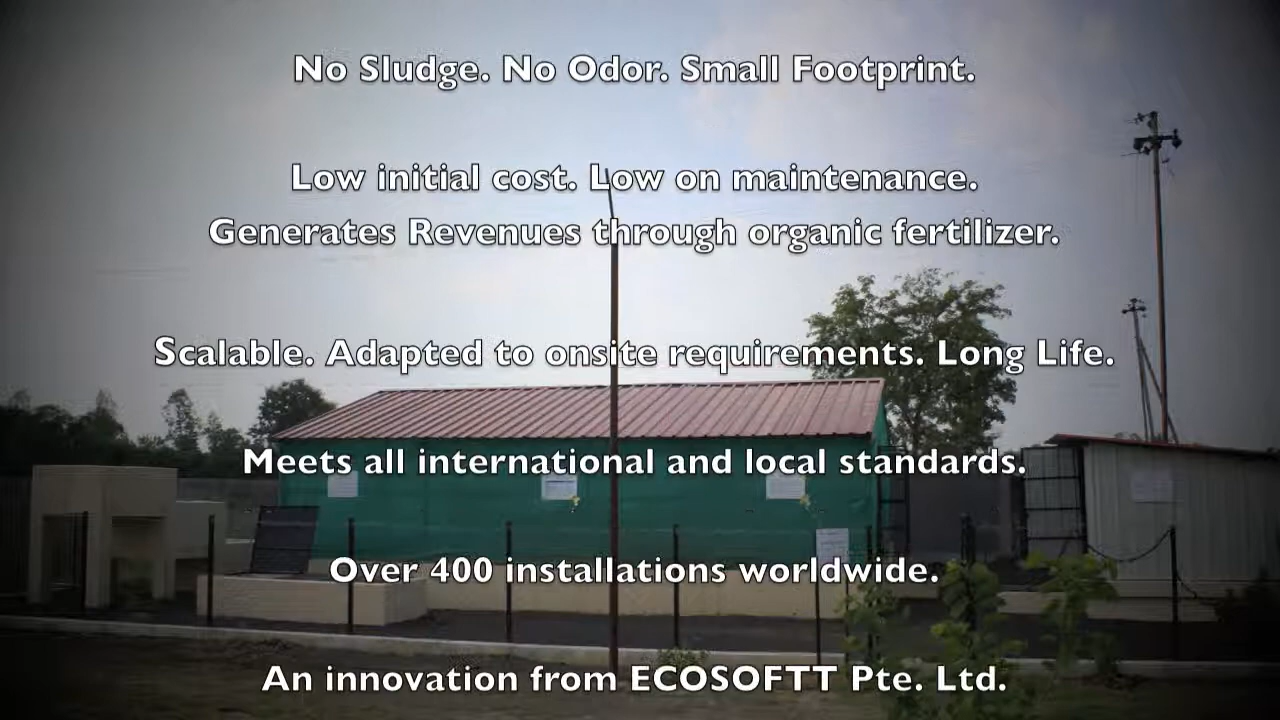 No Sludge. No Odor. Small Footprint.
Low initial cost. Low on maintenance.
Generates Revenues through organic fertilizer.
Scalable. Adapted to onsite requirements. Long Life.
Meets all international and local standards.
Over 400 installations worldwide.
An innovation from ECOSOFTT Pte. Ltd.